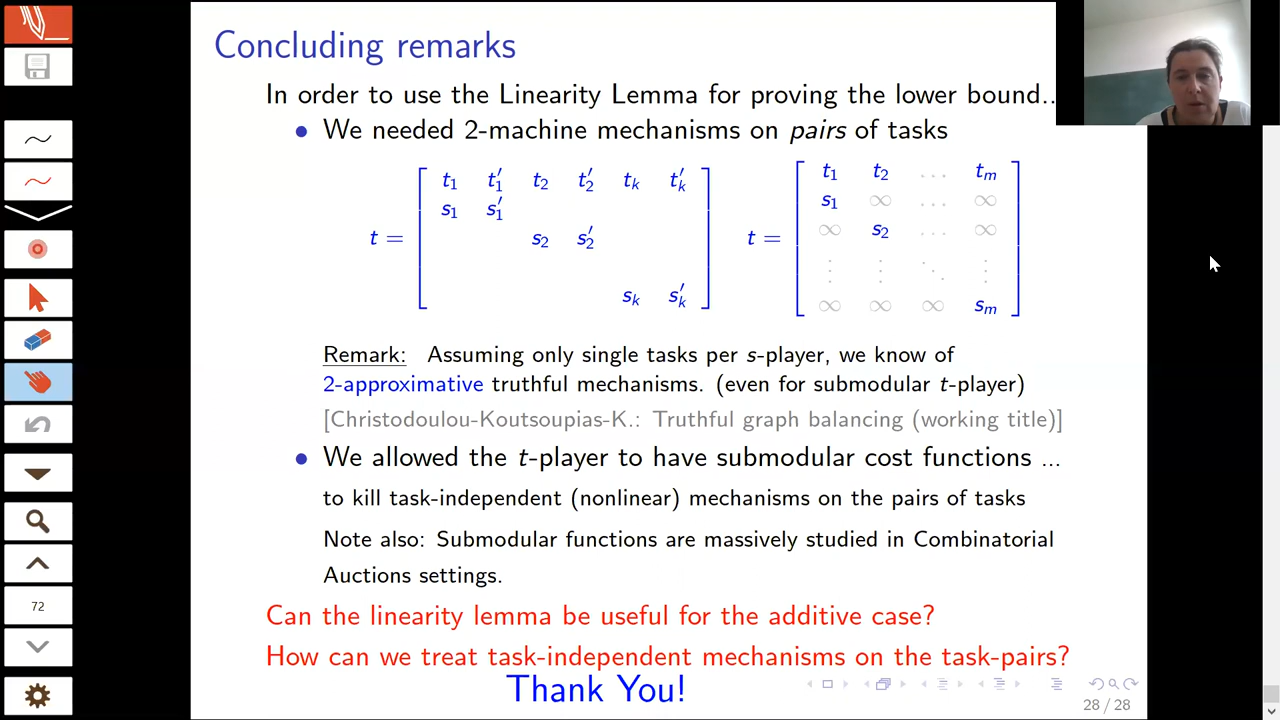 Concluding remarks
In order to use the Linearity Lemma for proving the lower bound..
• We needed 2-machine mechanisms on pairs of tasks
t1 t′1 t2 t′2 tk t′k
s1 s′1
t =
s2 s′2
sk s′k
t1 t2 ... tm
s1 ∞ ... ∞
t =
∞ s2 ... ∞
⋮ ⋮ ⋱ ⋮
∞ ∞ ∞ sm
Remark: Assuming only single tasks per s-player, we know of
2-approximative truthful mechanisms. (even for submodular t-player)
[Christodoulou-Koutsoupias-K.: Truthful graph balancing (working title)]
• We allowed the t-player to have submodular cost functions ...
to kill task-independent (nonlinear) mechanisms on the pairs of tasks
Note also: Submodular functions are massively studied in Combinatorial
Auctions settings.
Can the linearity lemma be useful for the additive case?
How can we treat task-independent mechanisms on the task-pairs?
Thank You!
28 / 28
72